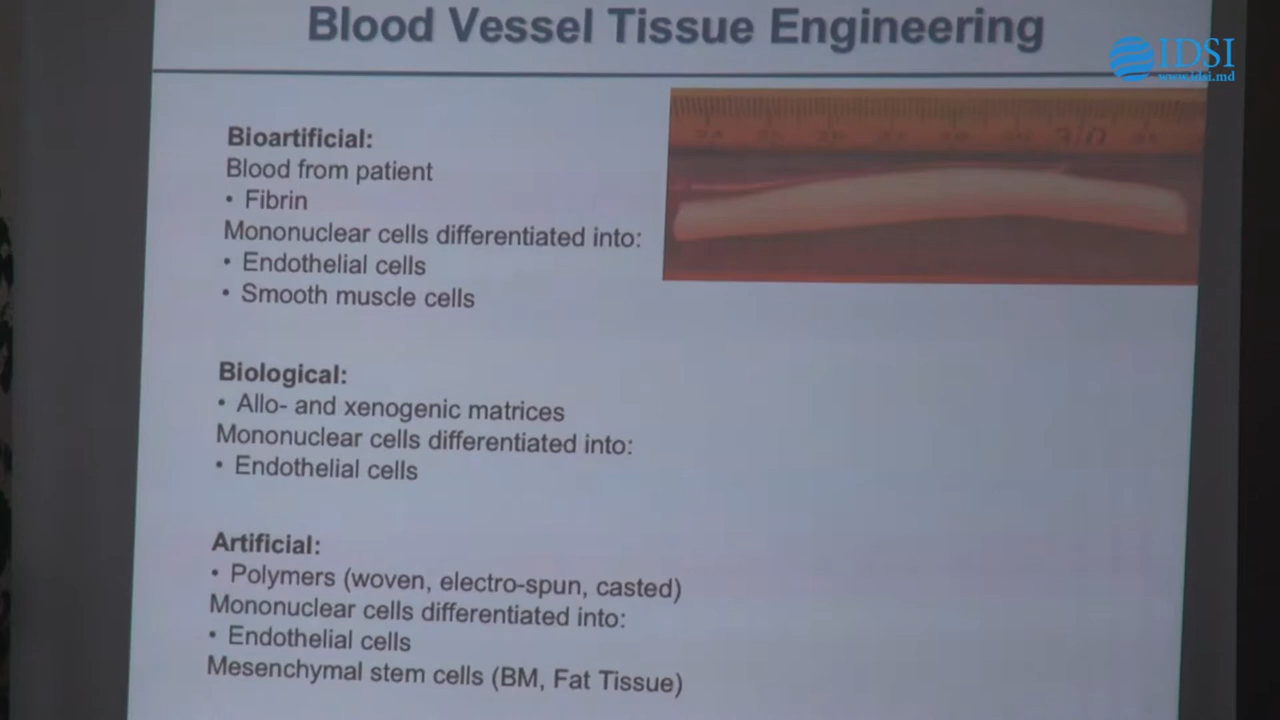 Blood Vessel Tissue Engineering
IDSI
www.idsi.md
Bioartificial:
Blood from patient
• Fibrin
Mononuclear cells differentiated into:
• Endothelial cells
• Smooth muscle cells
30
Biological:
• Allo- and xenogenic matrices
Mononuclear cells differentiated into:
• Endothelial cells
Artificial:
• Polymers (woven, electro-spun, casted)
Mononuclear cells differentiated into:
• Endothelial cells
Mesenchymal stem cells (BM, Fat Tissue)